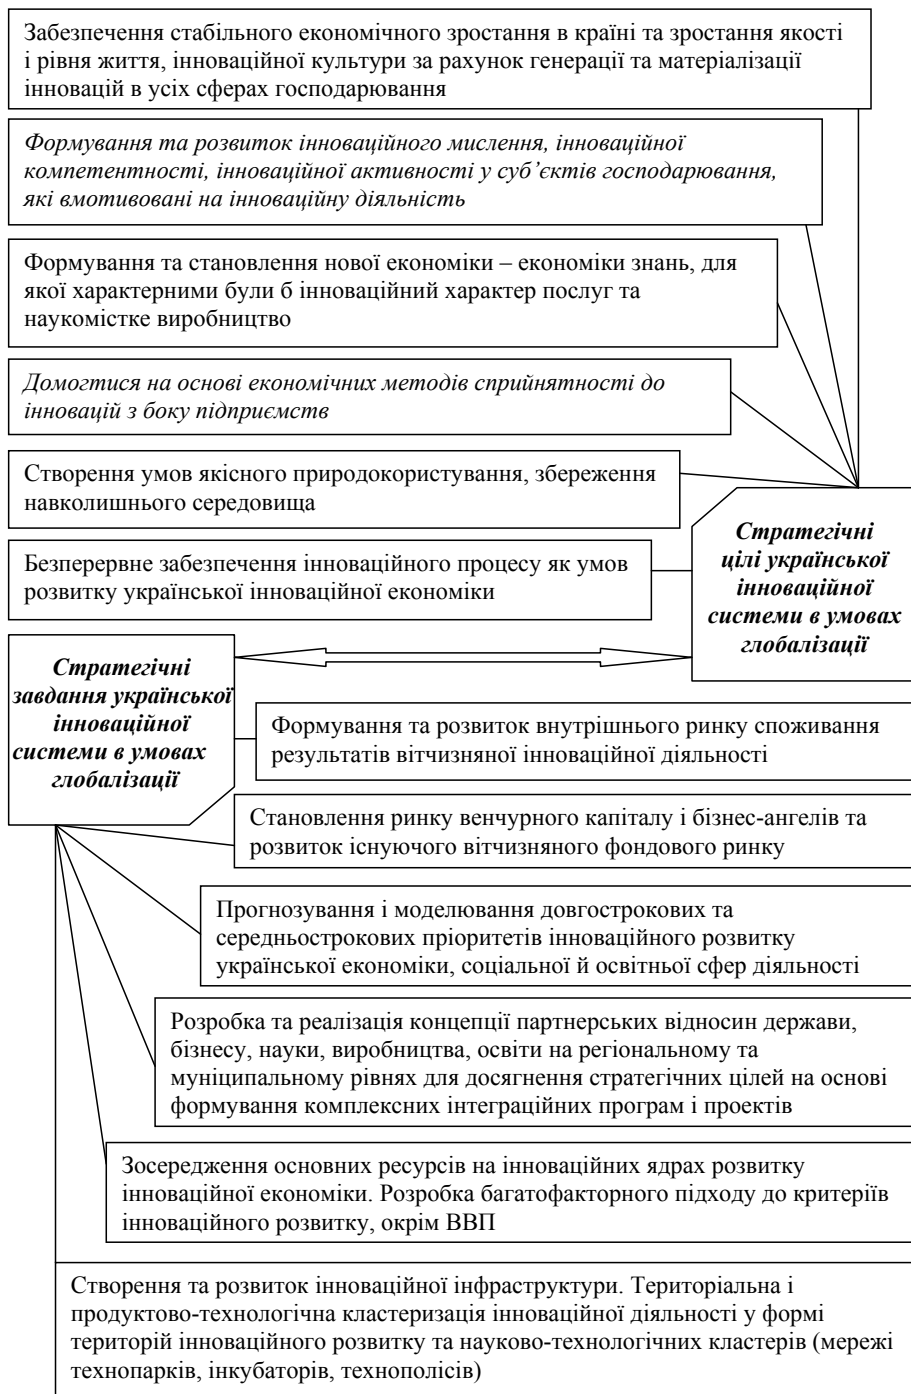 Забезпечення стабільного економічного зростання в країні та зростання якості
і рівня життя, інноваційної культури за рахунок генерації та матеріалізації
інновацій в усіх сферах господарювання
Формування та розвиток інноваційного мислення, інноваційної
компетентності, інноваційної активності у суб’єктів господарювання,
які вмотивовані на інноваційну діяльність
Формування та становлення нової економіки – економіки знань, для
якої характерними були б інноваційний характер послуг та
наукомістке виробництво
Домогтися на основі економічних методів сприйнятності до
інновацій з боку підприємств
Створення умов якісного природокористування, збереження
навколишнього середовища
Безперервне забезпечення інноваційного процесу як умов
розвитку української інноваційної економіки
Стратегічні
цілі української
інноваційної
системи в умовах
глобалізації
Стратегічні
завдання української
інноваційної
системи в умовах
глобалізації
Формування та розвиток внутрішнього ринку споживання
результатів вітчизняної інноваційної діяльності
Становлення ринку венчурного капіталу і бізнес-ангелів та
розвиток існуючого вітчизняного фондового ринку
Прогнозування і моделювання довгострокових та
середньострокових пріоритетів інноваційного розвитку
української економіки, соціальної й освітньої сфер діяльності
Розробка та реалізація концепції партнерських відносин держави,
бізнесу, науки, виробництва, освіти на регіональному та
муніципальному рівнях для досягнення стратегічних цілей на основі
формування комплексних інтеграційних програм і проектів
Зосередження основних ресурсів на інноваційних ядрах розвитку
інноваційної економіки. Розробка багатофакторного підходу до критеріїв
інноваційного розвитку, окрім ВВП
Створення та розвиток інноваційної інфраструктури. Територіальна і
продуктово-технологічна кластеризація інноваційної діяльності у формі
територій інноваційного розвитку та науково-технологічних кластерів (мережі
технопарків, інкубаторів, технополісів)